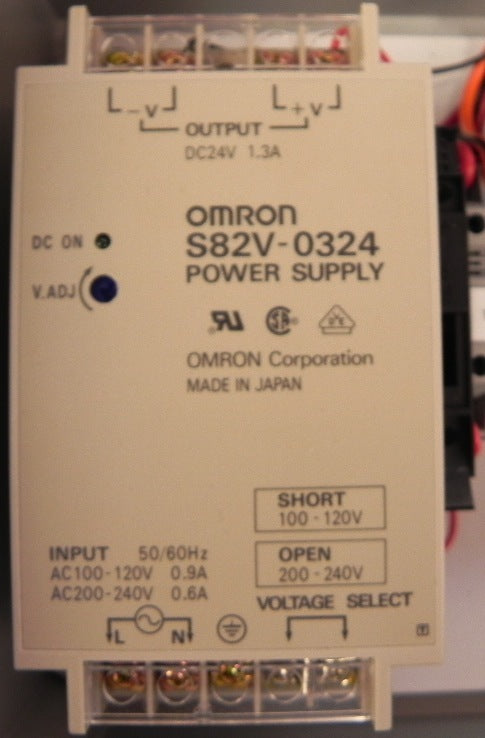 - V
+ V
OUTPUT
DC24V 1.3A
OMRON
S82V-0324
POWER SUPPLY
DC ON
V.ADJ
OMRON Corporation
MADE IN JAPAN
SHORT
100-120V
INPUT 50/60Hz
AC100-120V 0.9A
AC200-240V 0.6A
OPEN
200-240V
VOLTAGE SELECT
L N